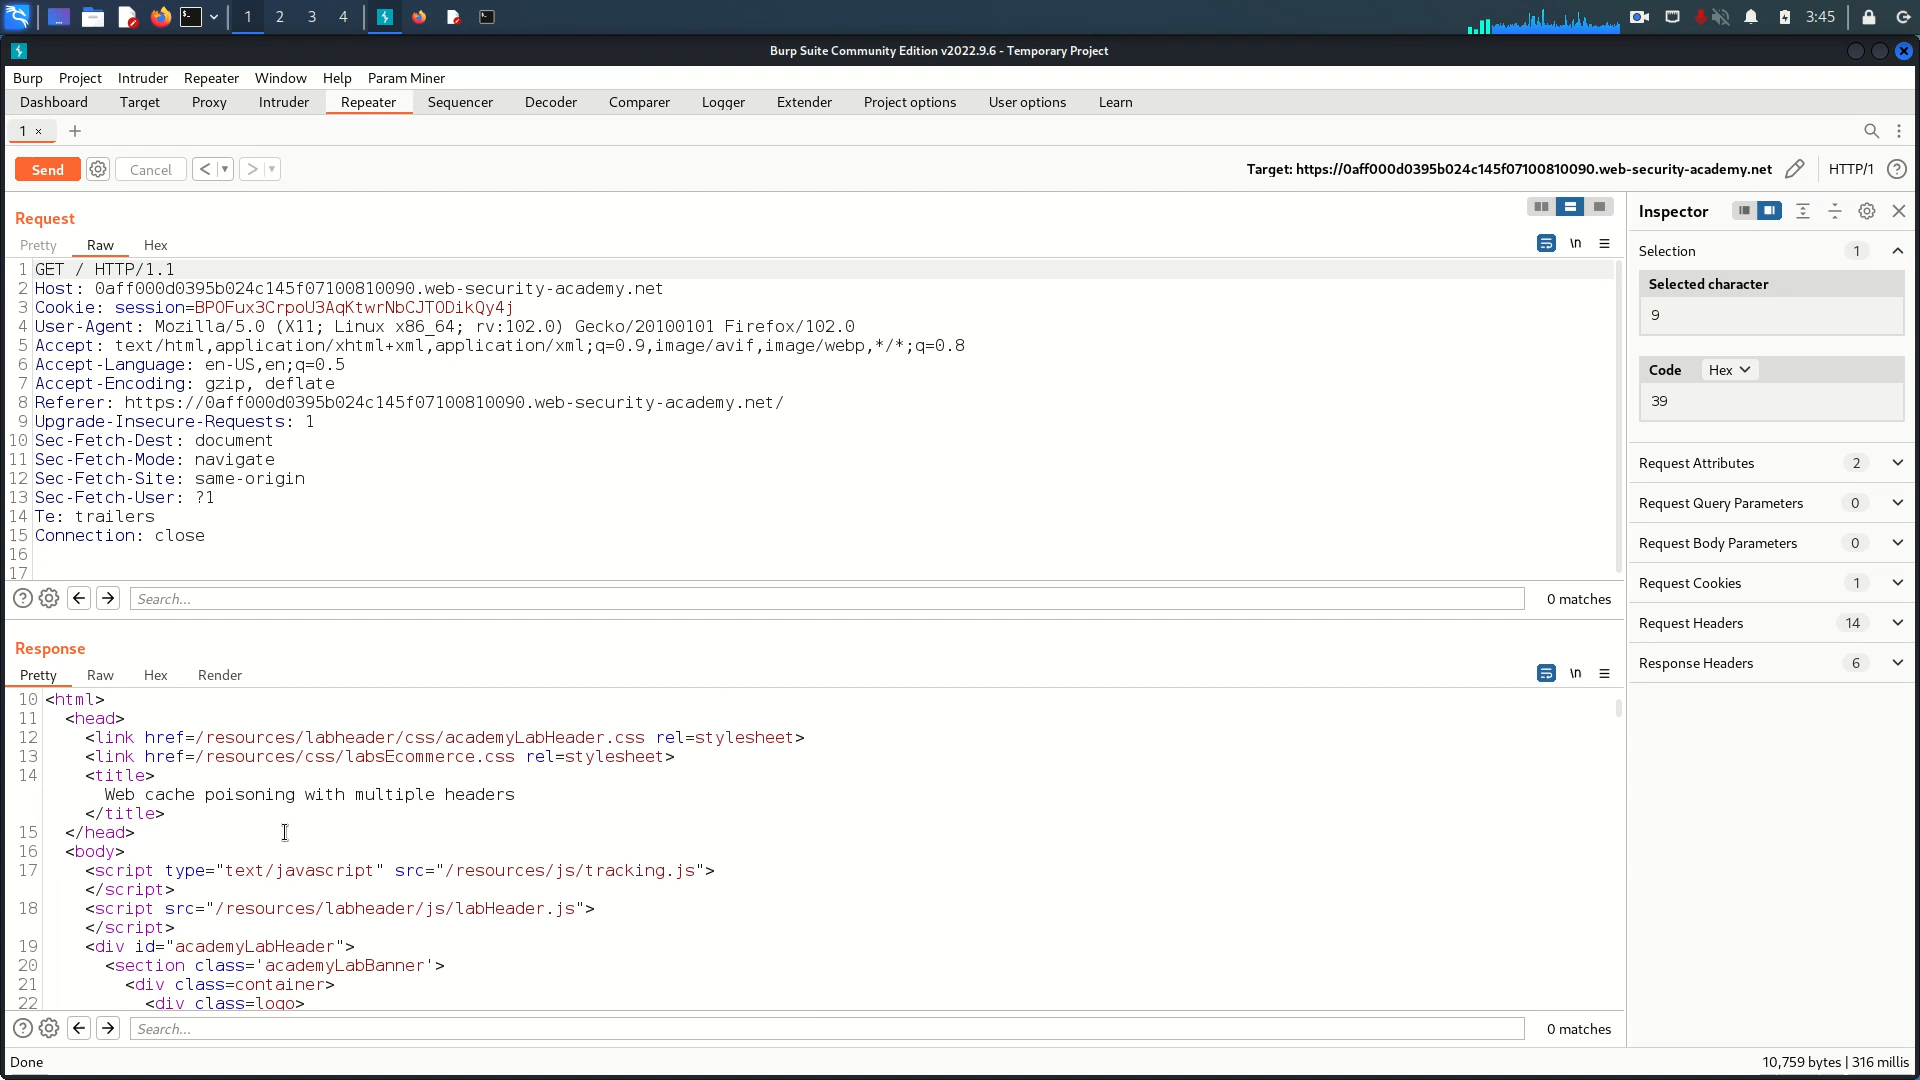 1
2
3
4
3:45
Burp Suite Community Edition v2022.9.6 - Temporary Project
Burp Project Intruder Repeater Window Help Param Miner
Dashboard Target Proxy Intruder Repeater Sequencer Decoder Comparer Logger Extender Project options User options Learn
1 × +
Send Cancel < ▾ > ▾ Target: https://0aff000d0395b024c145f07100810090.web-security-academy.net HTTP/1 ?
Request
Pretty Raw Hex \n
1 GET / HTTP/1.1
2 Host: 0aff000d0395b024c145f07100810090.web-security-academy.net
3 Cookie: session=BPOFux3CrpoU3AqKtwrNbCJTODikQy4j
4 User-Agent: Mozilla/5.0 (X11; Linux x86_64; rv:102.0) Gecko/20100101 Firefox/102.0
5 Accept: text/html,application/xhtml+xml,application/xml;q=0.9,image/avif,image/webp,*/*;q=0.8
6 Accept-Language: en-US,en;q=0.5
7 Accept-Encoding: gzip, deflate
8 Referer: https://0aff000d0395b024c145f07100810090.web-security-academy.net/
9 Upgrade-Insecure-Requests: 1
10 Sec-Fetch-Dest: document
11 Sec-Fetch-Mode: navigate
12 Sec-Fetch-Site: same-origin
13 Sec-Fetch-User: ?1
14 Te: trailers
15 Connection: close
16
17
? Search... 0 matches
Response
Pretty Raw Hex Render \n
10 <html>
11 <head>
12 <link href=/resources/labheader/css/academyLabHeader.css rel=stylesheet>
13 <link href=/resources/css/labsEcommerce.css rel=stylesheet>
14 <title>
Web cache poisoning with multiple headers
</title>
15 </head>
16 <body>
17 <script type="text/javascript" src="/resources/js/tracking.js">
</script>
18 <script src="/resources/labheader/js/labHeader.js">
</script>
19 <div id="academyLabHeader">
20 <section class='academyLabBanner'>
21 <div class=container>
22 <div class=logo>
? Search... 0 matches
Done 10,759 bytes | 316 millis
Inspector
Selection 1
Selected character
9
Code Hex
39
Request Attributes 2
Request Query Parameters 0
Request Body Parameters 0
Request Cookies 1
Request Headers 14
Response Headers 6